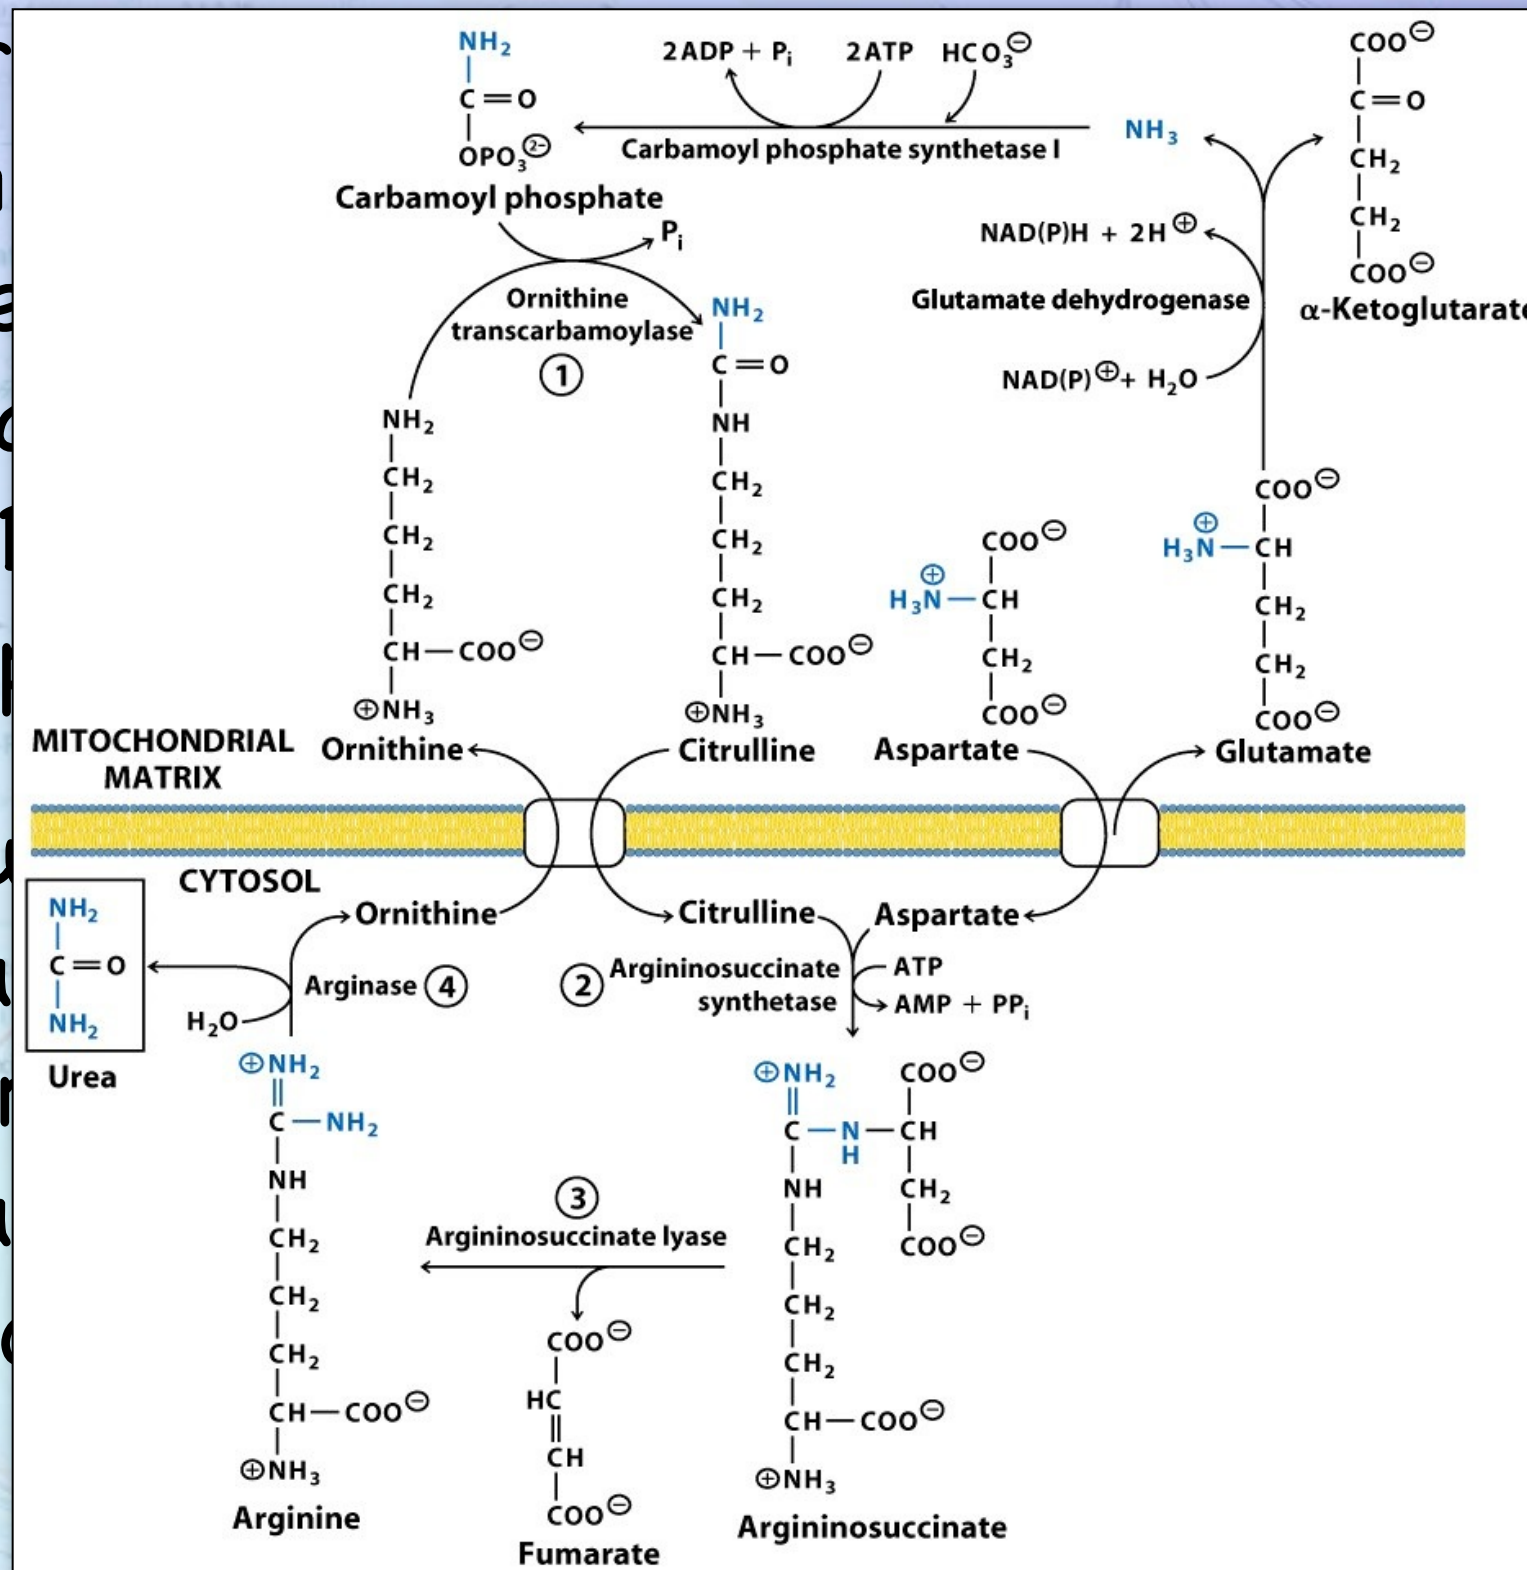 NH₂
C=O
OPO₃²⁻
Carbamoyl phosphate
2ADP + Pᵢ
2ATP
HCO₃⊖
Carbamoyl phosphate synthetase I
NH₃
COO⊖
C=O
CH₂
CH₂
COO⊖
α-Ketoglutarate
NAD(P)H + 2H⊕
Glutamate dehydrogenase
NAD(P)⊕ + H₂O
Pᵢ
Ornithine
transcarbamoylase
1
NH₂
CH₂
CH₂
CH₂
CH—COO⊖
⊕NH₃
Ornithine
NH₂
C=O
NH
CH₂
CH₂
CH₂
CH—COO⊖
⊕NH₃
Citrulline
COO⊖
⊕
H₃N—CH
CH₂
COO⊖
Aspartate
COO⊖
⊕
H₃N—CH
CH₂
CH₂
COO⊖
Glutamate
MITOCHONDRIAL
MATRIX
CYTOSOL
NH₂
C=O
NH₂
Urea
Ornithine
Arginase 4
H₂O
Citrulline
Aspartate
2 Argininosuccinate
synthetase
ATP
AMP + PPᵢ
⊕NH₂
C—NH₂
NH
CH₂
CH₂
CH₂
CH—COO⊖
⊕NH₃
Arginine
3
Argininosuccinate lyase
COO⊖
HC
CH
COO⊖
Fumarate
⊕NH₂
C—N—CH
H
COO⊖
CH₂
COO⊖
NH
CH₂
CH₂
CH₂
CH—COO⊖
⊕NH₃
Argininosuccinate